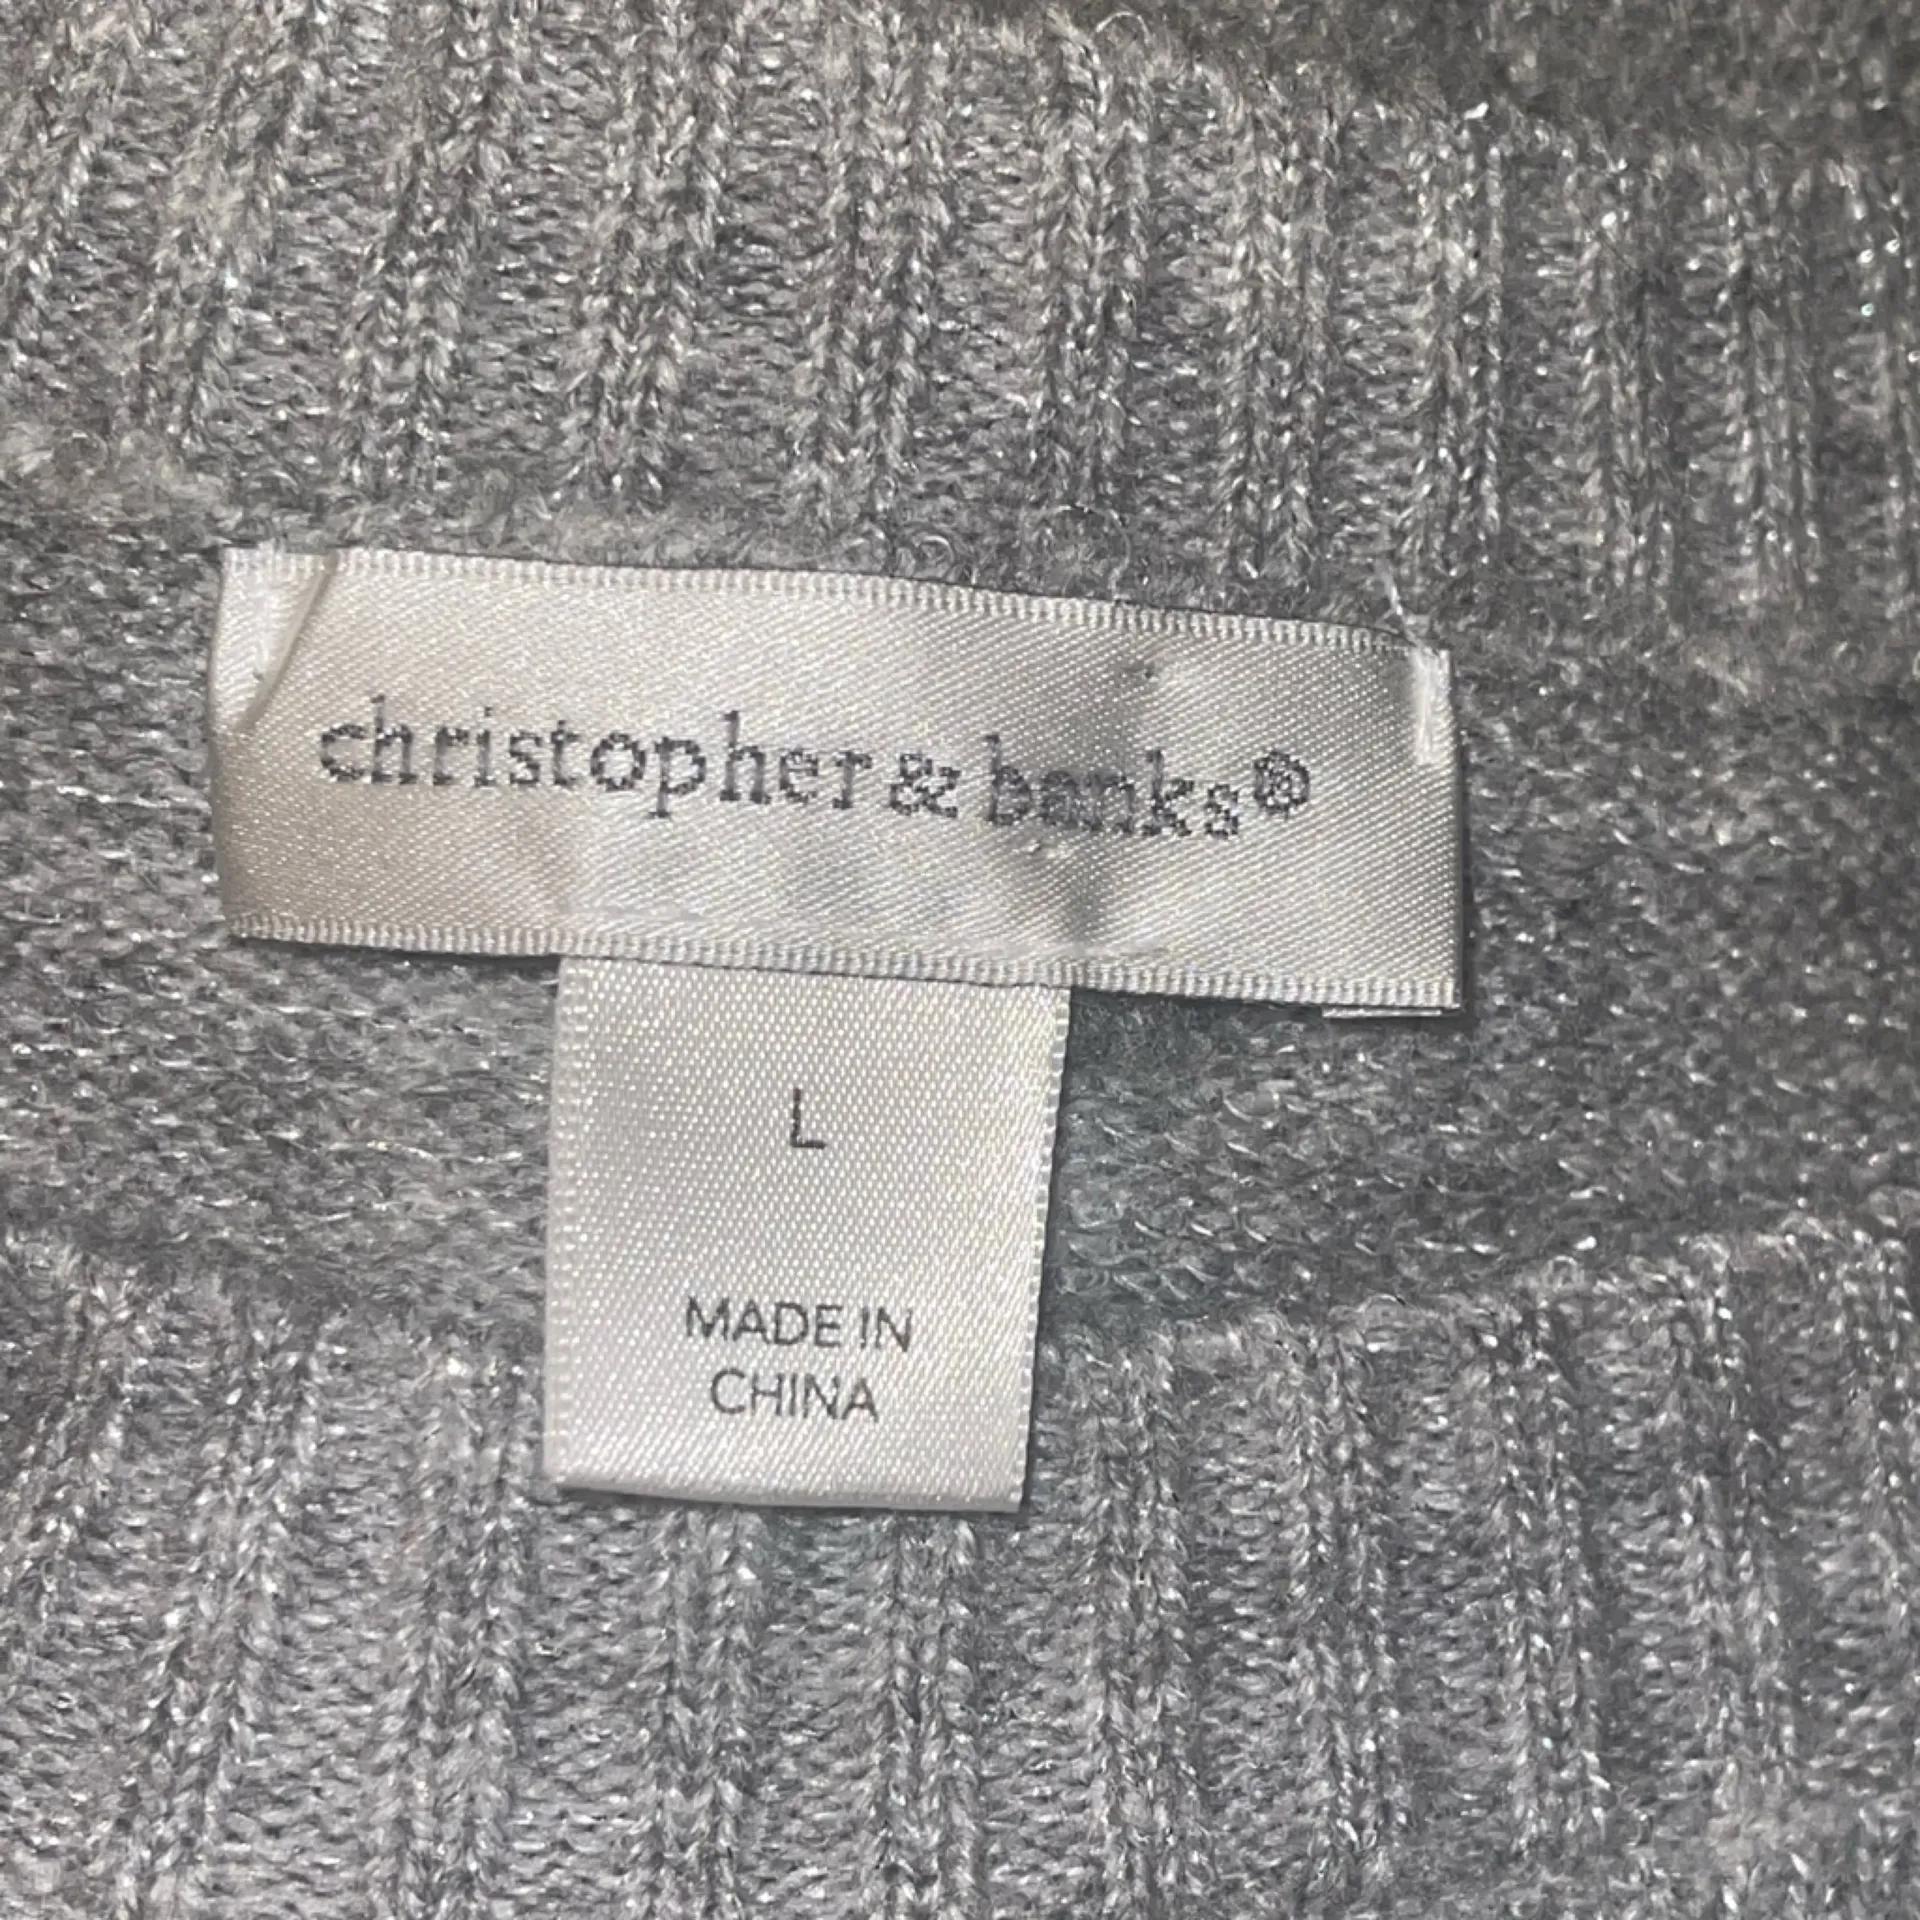 christopher & banks®
L
MADE IN
CHINA